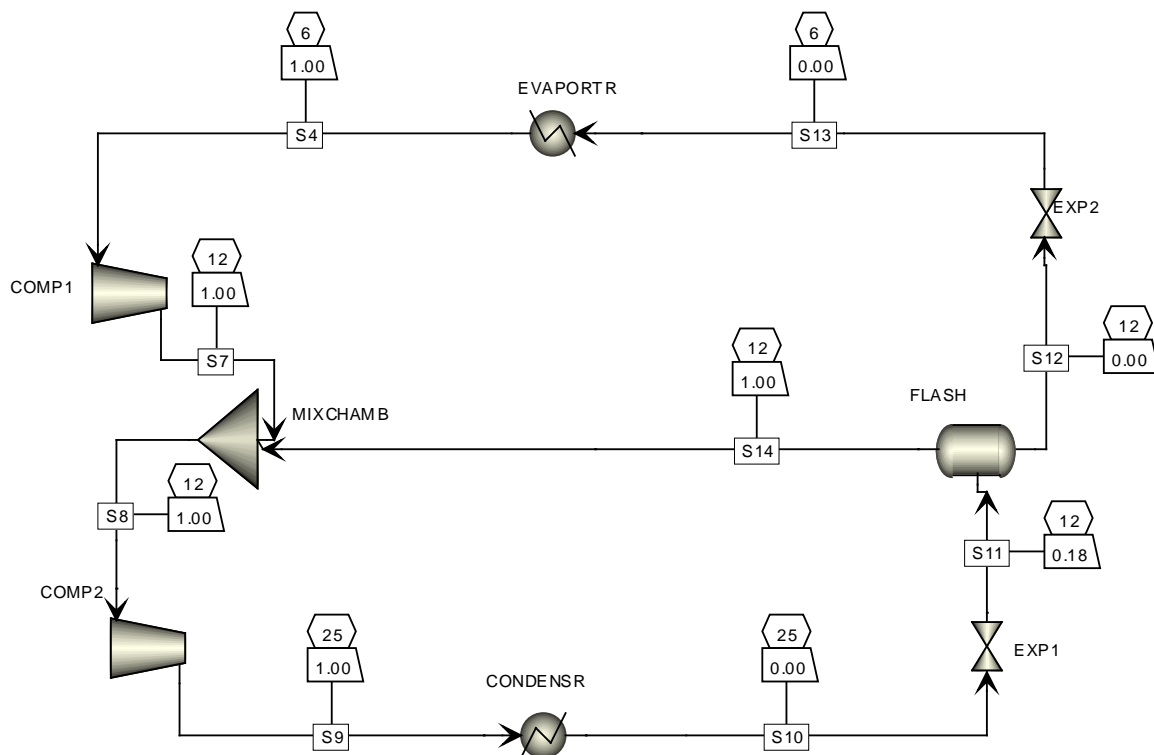 6
1.00
6
0.00
EVAPORTR
S4
S13
EXP2
12
1.00
COMP1
S7
12
0.00
S12
12
1.00
FLASH
MIXCHAMB
S14
12
1.00
S8
12
0.18
S11
COMP2
25
1.00
25
0.00
EXP1
CONDENSR
S9
S10